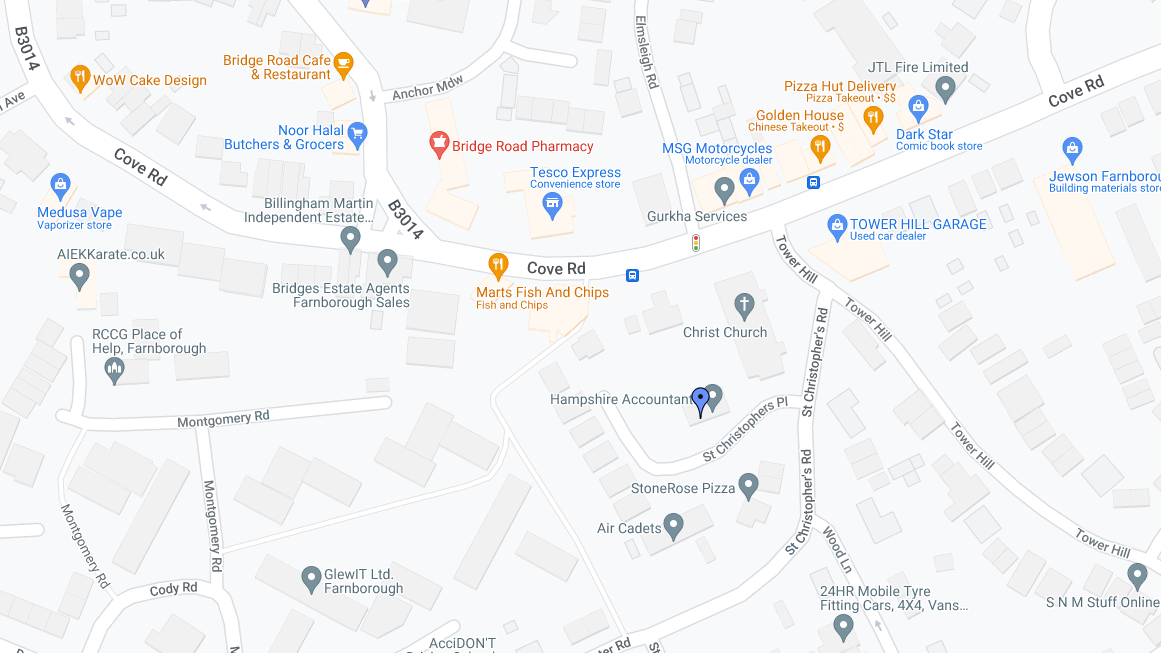 B3014
WoW Cake Design
Bridge Road Cafe
& Restaurant
Anchor Mdw
Elmsleigh Rd
JTL Fire Limited
Pizza Hut Delivery
Pizza Takeout • $$
Golden House
Chinese Takeout • $
Cove Rd
l Ave
Noor Halal
Butchers & Grocers
Bridge Road Pharmacy
Dark Star
Comic book store
MSG Motorcycles
Motorcycle dealer
Cove Rd
Tesco Express
Convenience store
Jewson Farnborou
Building materials store
Medusa Vape
Vaporizer store
Billingham Martin
Independent Estate...
B3014
Gurkha Services
TOWER HILL GARAGE
Used car dealer
AIEKKarate.co.uk
Cove Rd
Tower Hill
Bridges Estate Agents
Farnborough Sales
Marts Fish And Chips
Fish and Chips
Christ Church
Tower Hill
RCCG Place of
Help, Farnborough
St Christopher's Rd
Hampshire Accountant
St Christophers Pl
Montgomery Rd
Tower Hill
StoneRose Pizza
St Christopher's Rd
Montgomery Rd
Montgomery Rd
Air Cadets
Wood Ln
Tower Hill
Cody Rd
GlewIT Ltd.
Farnborough
24HR Mobile Tyre
Fitting Cars, 4X4, Vans...
S N M Stuff Online
AcciDON'T
ter Rd
St